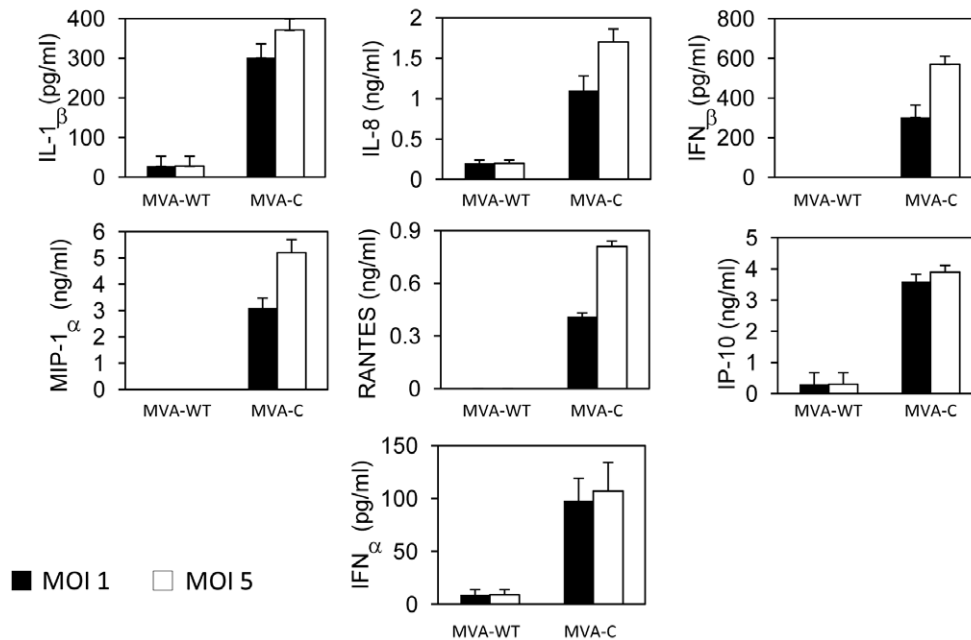 IL-1β (pg/ml)
400
300
200
100
0
MVA-WT
MVA-C
IL-8 (ng/ml)
2
1.5
1
0.5
0
MVA-WT
MVA-C
IFNβ (pg/ml)
800
600
400
200
0
MVA-WT
MVA-C
MIP-1α (ng/ml)
6
5
4
3
2
1
0
MVA-WT
MVA-C
RANTES (ng/ml)
0.9
0.6
0.3
0
MVA-WT
MVA-C
IP-10 (ng/ml)
5
4
3
2
1
0
MVA-WT
MVA-C
IFNα (pg/ml)
150
100
50
0
MVA-WT
MVA-C
MOI 1
MOI 5